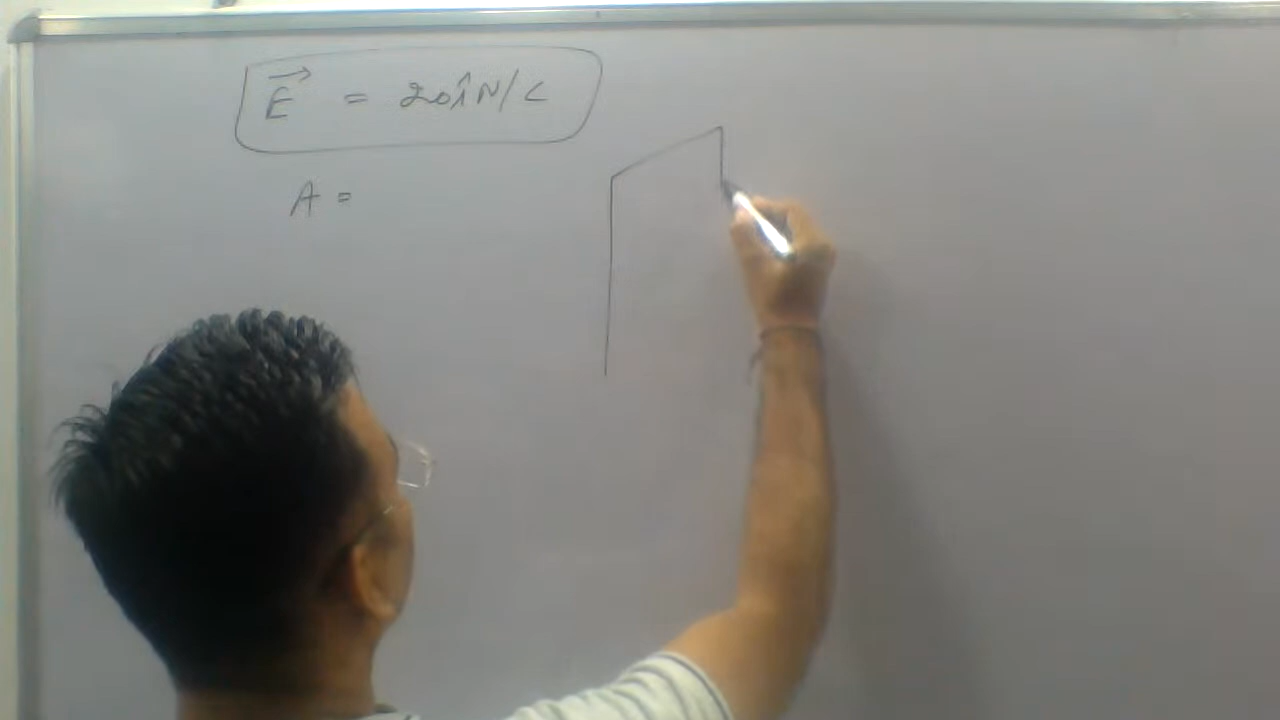 E⃗ = 20î N/C
A =